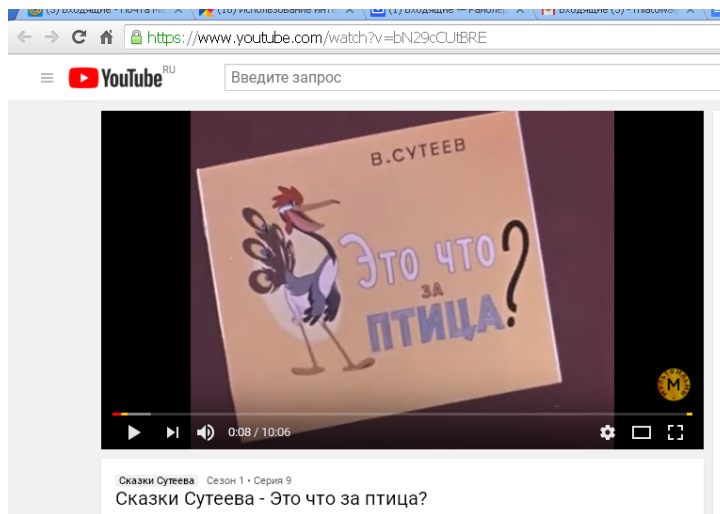 https://www.youtube.com/watch?v=bN29cCUtBRE
YouTube RU
Введите запрос
В.СУТЕЕВ
Это что
за
птица?
М
0:08 / 10:06
Сказки Сутеева Сезон 1 • Серия 9
Сказки Сутеева - Это что за птица?